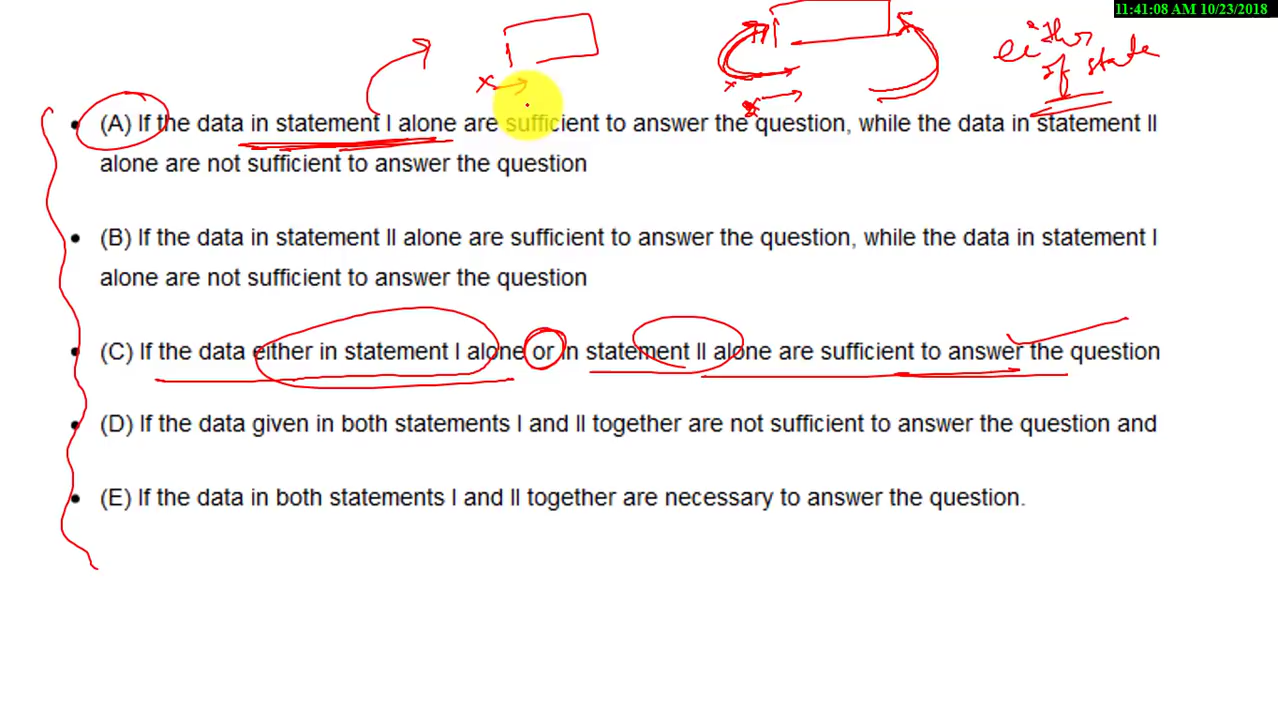 11:41:08 AM 10/23/2018
either
of state
(A) If the data in statement I alone are sufficient to answer the question, while the data in statement II
alone are not sufficient to answer the question
(B) If the data in statement II alone are sufficient to answer the question, while the data in statement I
alone are not sufficient to answer the question
(C) If the data either in statement I alone or in statement II alone are sufficient to answer the question
(D) If the data given in both statements I and II together are not sufficient to answer the question and
(E) If the data in both statements I and II together are necessary to answer the question.